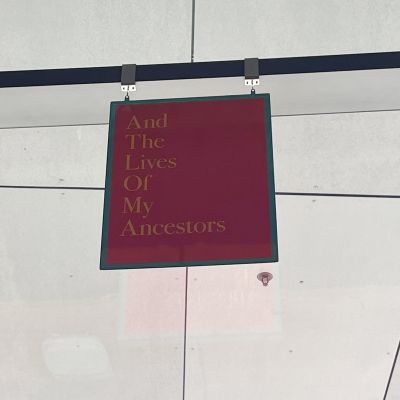 And
The
Lives
Of
My
Ancestors